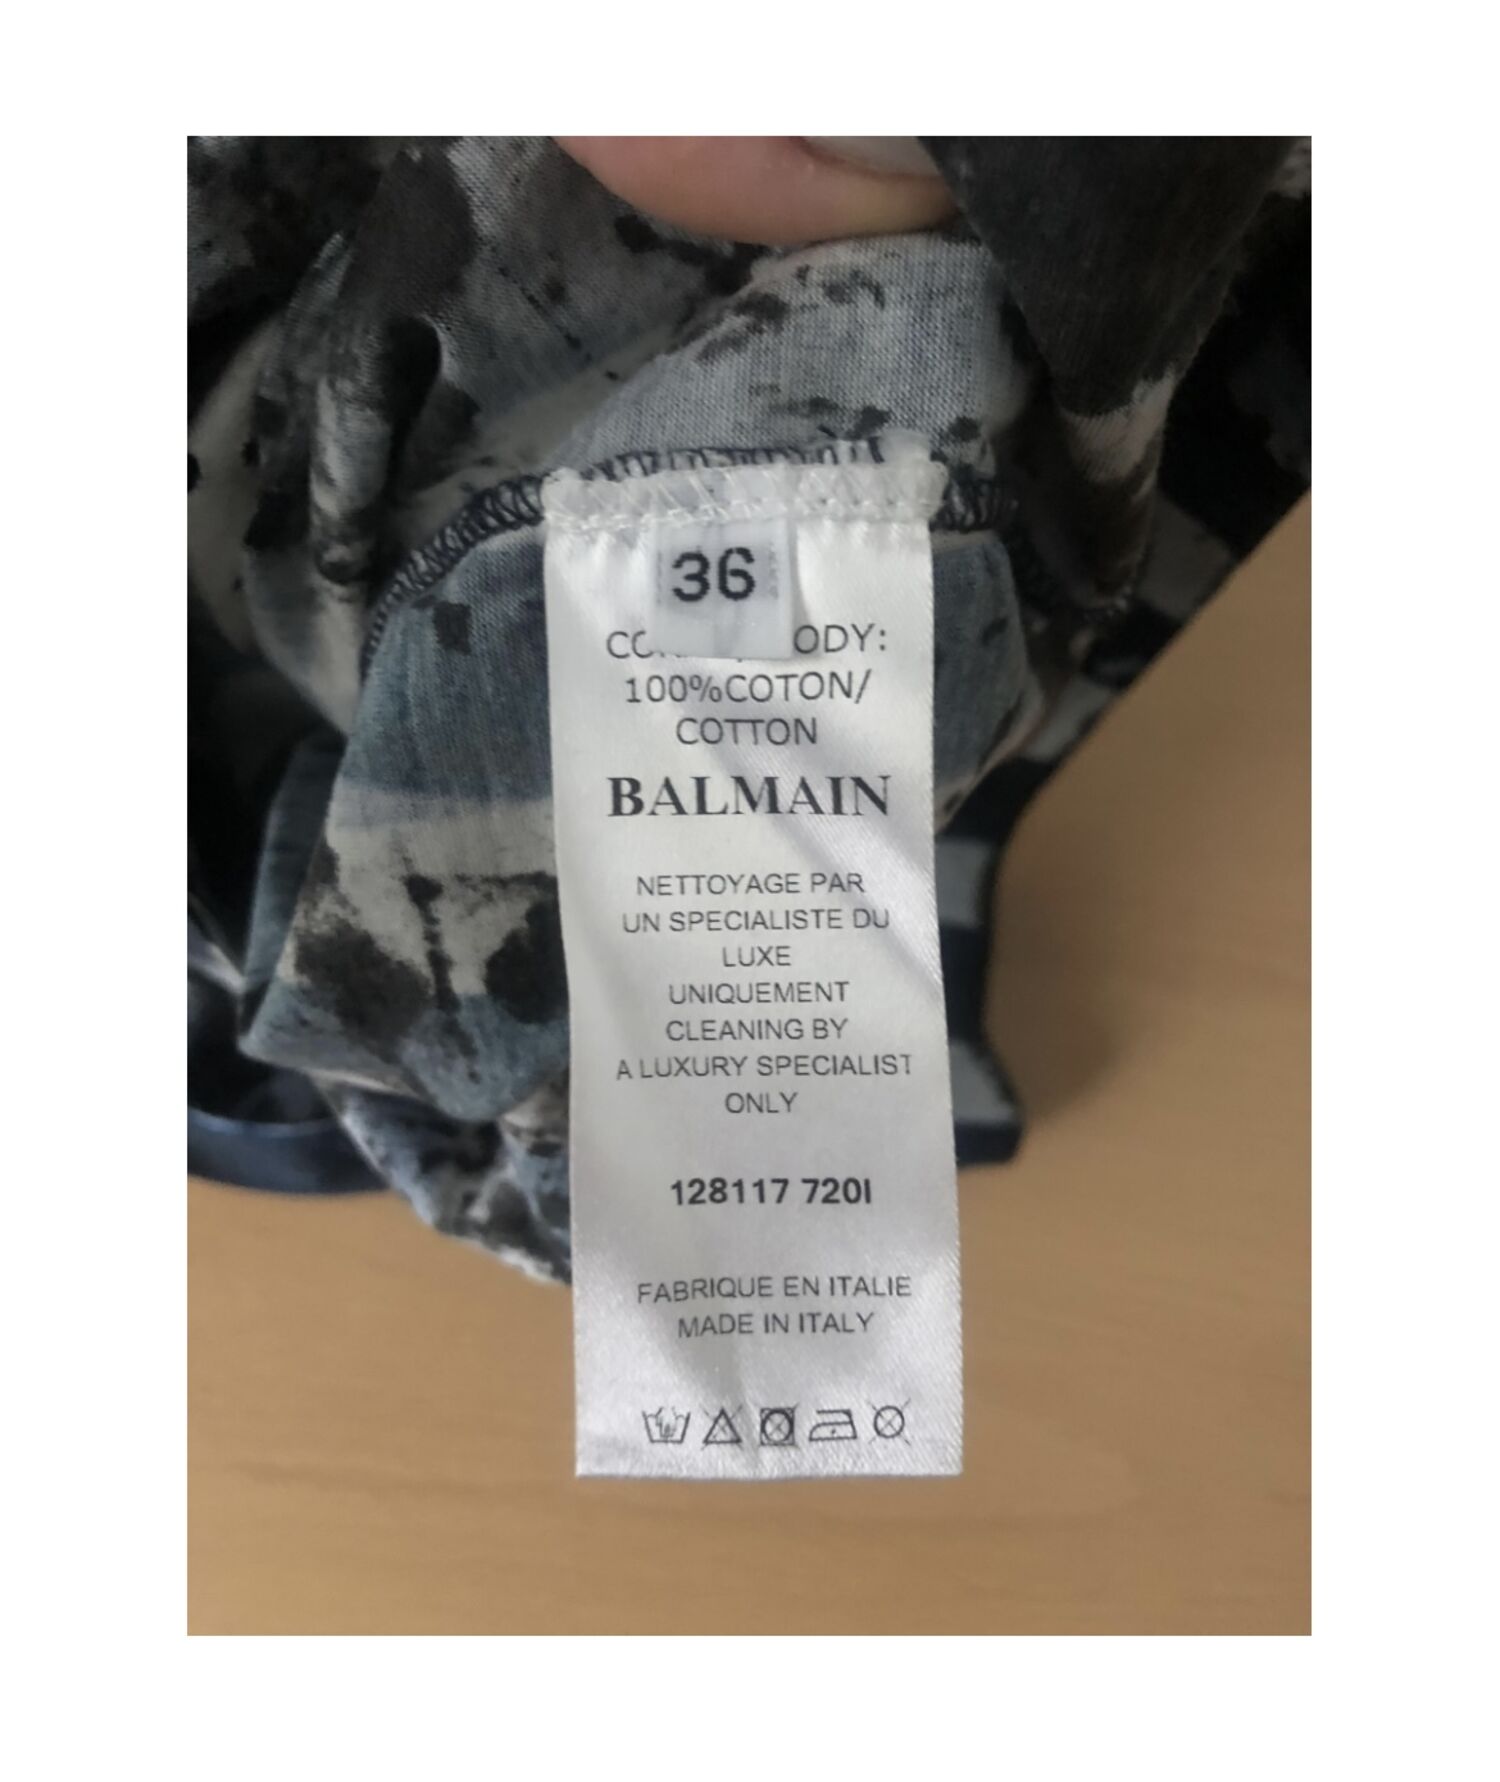 36
ODY:
100%COTON/
COTTON
BALMAIN
NETTOYAGE PAR
UN SPECIALISTE DU
LUXE
UNIQUEMENT
CLEANING BY
A LUXURY SPECIALIST
ONLY
128117 720I
FABRIQUE EN ITALIE
MADE IN ITALY